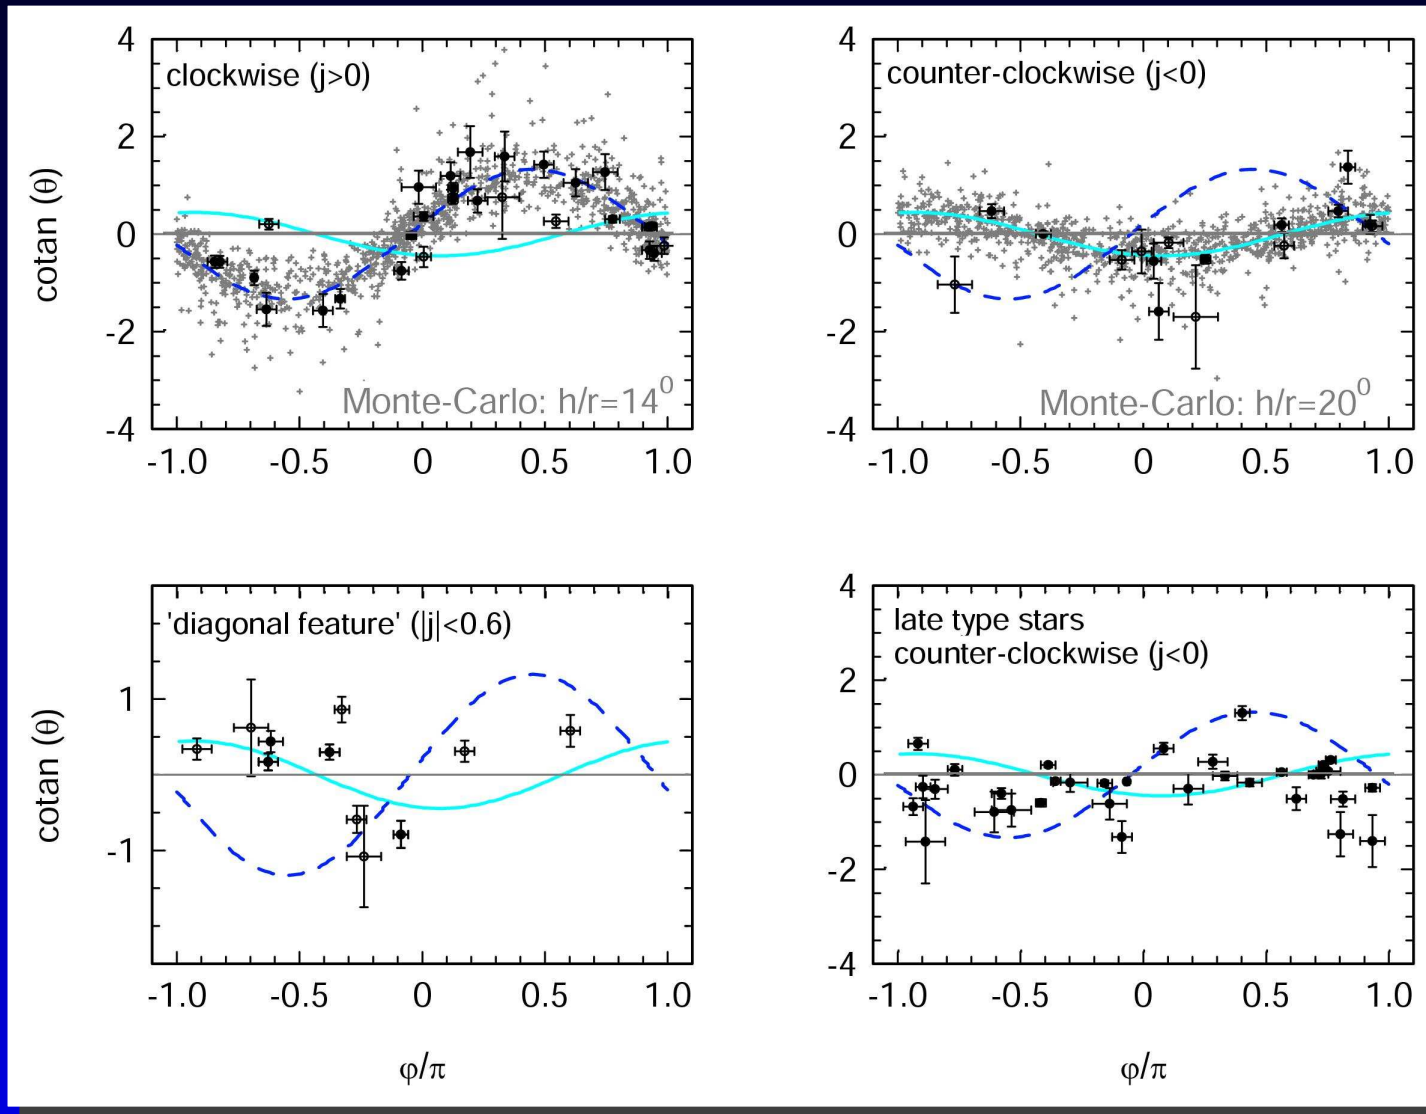 clockwise (j>0)
4
2
0
-2
-4
cotan (θ)
Monte-Carlo: h/r=14⁰
-1.0 -0.5 0 0.5 1.0
counter-clockwise (j<0)
4
2
0
-2
-4
cotan (θ)
Monte-Carlo: h/r=20⁰
-1.0 -0.5 0 0.5 1.0
'diagonal feature' (|j|<0.6)
1
-1
cotan (θ)
-1.0 -0.5 0 0.5 1.0
φ/π
late type stars
counter-clockwise (j<0)
4
2
0
-2
-4
cotan (θ)
-1.0 -0.5 0 0.5 1.0
φ/π